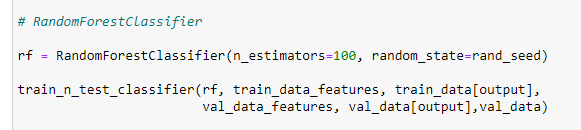 # RandomForestClassifier
rf = RandomForestClassifier(n_estimators=100, random_state=rand_seed)
train_n_test_classifier(rf, train_data_features, train_data[output],
val_data_features, val_data[output],val_data)